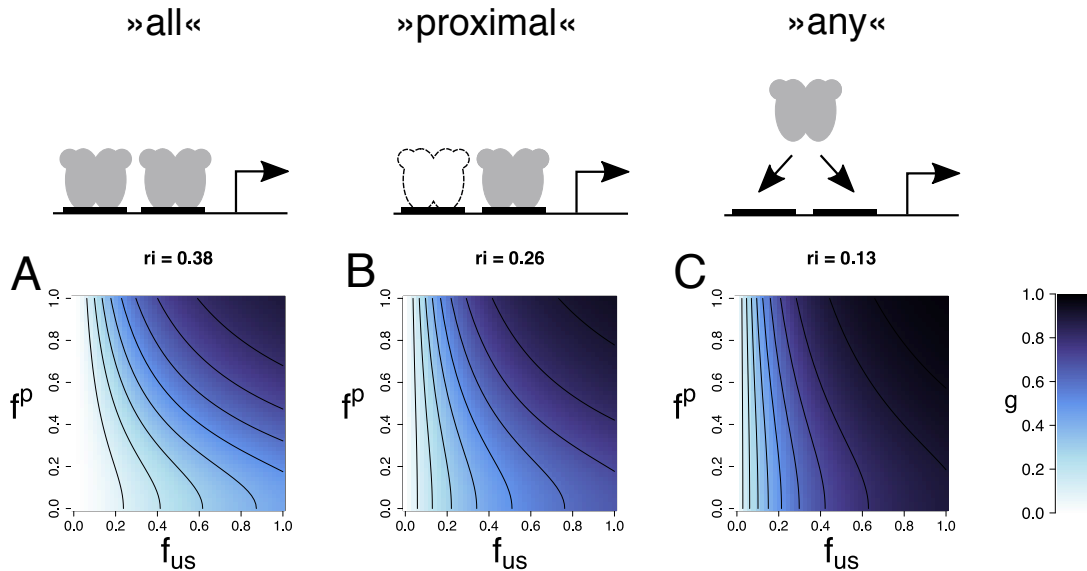 »all« »proximal« »any«
A ri = 0.38 B ri = 0.26 C ri = 0.13
1.0 1.0 1.0 1.0
0.8 0.8 0.8 0.8
0.6 0.6 0.6 0.6
fᵖ fᵖ fᵖ g
0.4 0.4 0.4 0.4
0.2 0.2 0.2 0.2
0.0 0.0 0.0 0.0
0.0 0.2 0.4 0.6 0.8 1.0 0.0 0.2 0.4 0.6 0.8 1.0 0.0 0.2 0.4 0.6 0.8 1.0
f_us f_us f_us